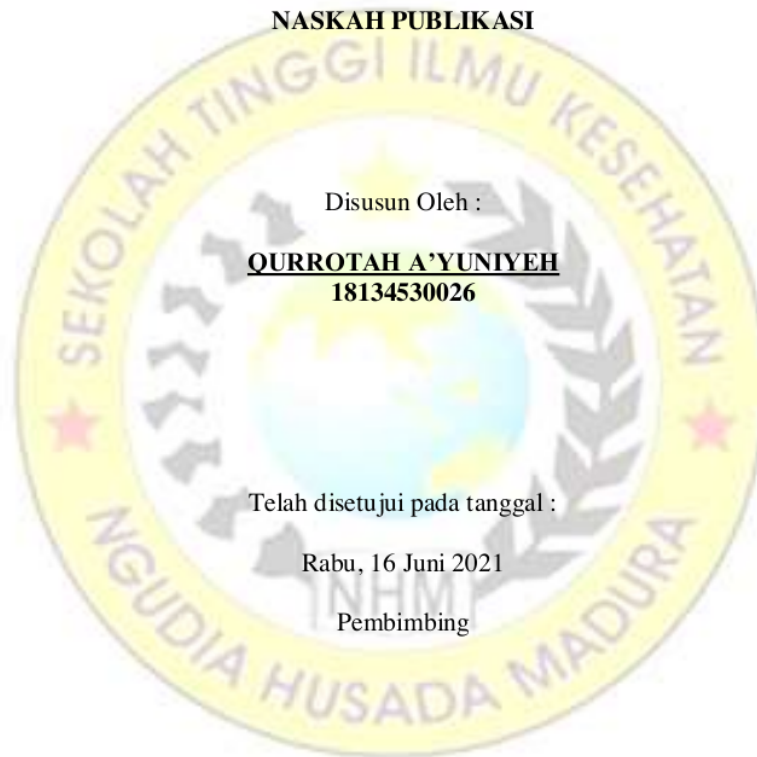 NASKAH PUBLIKASI
SEKOLAH TINGGI ILMU KESEHATAN
Disusun Oleh :
QURROTAH A’YUNIYEH
18134530026
Telah disetujui pada tanggal :
Rabu, 16 Juni 2021
NHM
Pembimbing
NGUDIA HUSADA MADURA